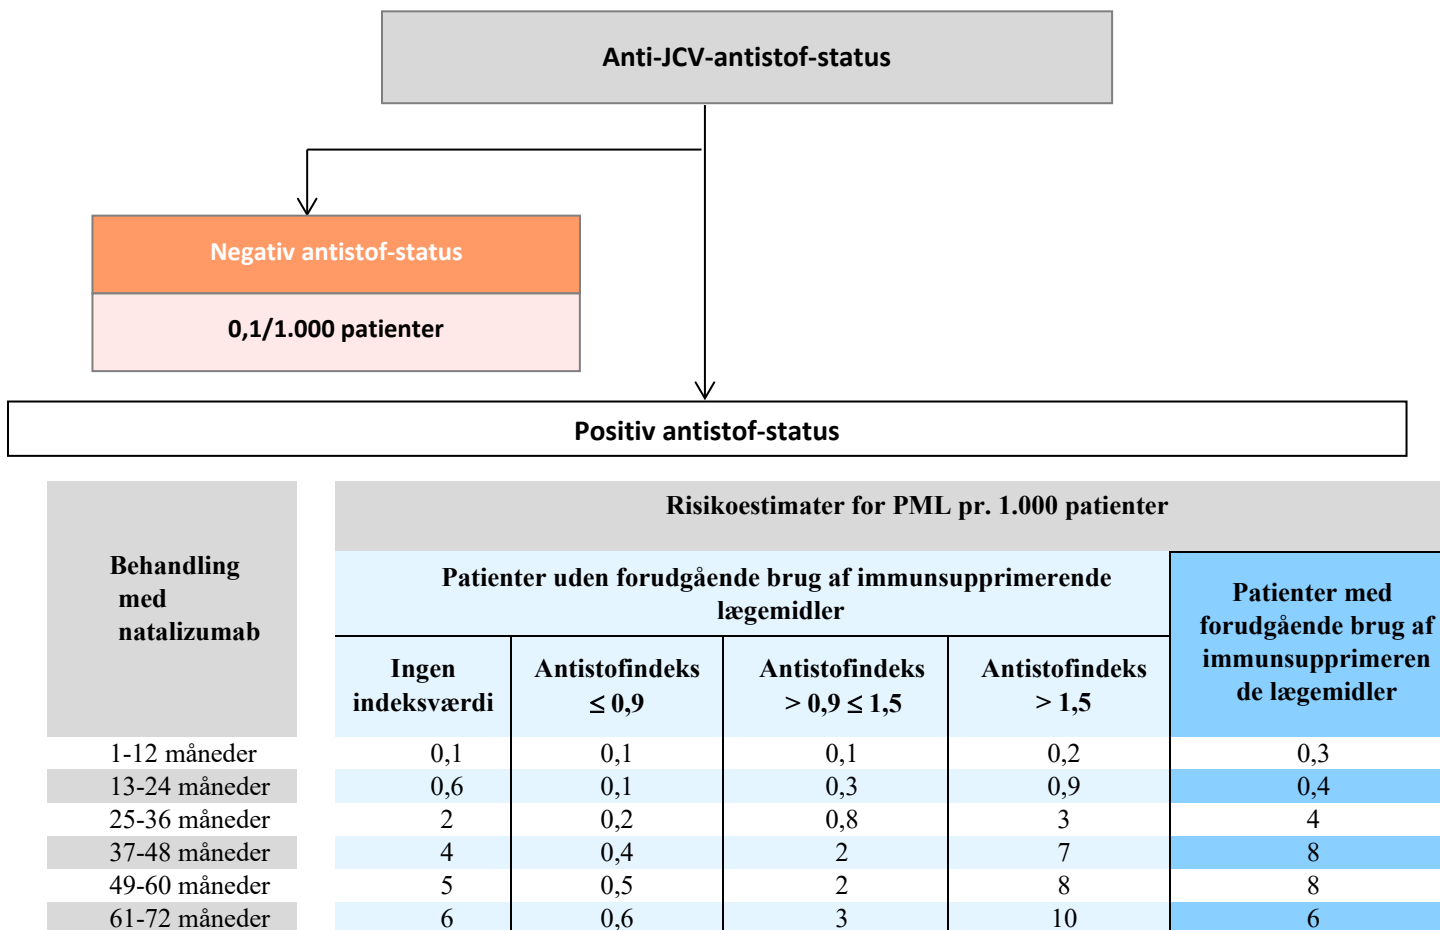 Anti-JCV-antistof-status
Negativ antistof-status
0,1/1.000 patienter
Positiv antistof-status
Behandling
med
natalizumab
Risikoestimater for PML pr. 1.000 patienter
Patienter uden forudgående brug af immunsupprimerende
lægemidler
Patienter med
forudgående brug af
immunsupprimeren
de lægemidler
Ingen
indeksværdi
Antistofindeks
≤ 0,9
Antistofindeks
> 0,9 ≤ 1,5
Antistofindeks
> 1,5
1-12 måneder 0,1 0,1 0,1 0,2 0,3
13-24 måneder 0,6 0,1 0,3 0,9 0,4
25-36 måneder 2 0,2 0,8 3 4
37-48 måneder 4 0,4 2 7 8
49-60 måneder 5 0,5 2 8 8
61-72 måneder 6 0,6 3 10 6